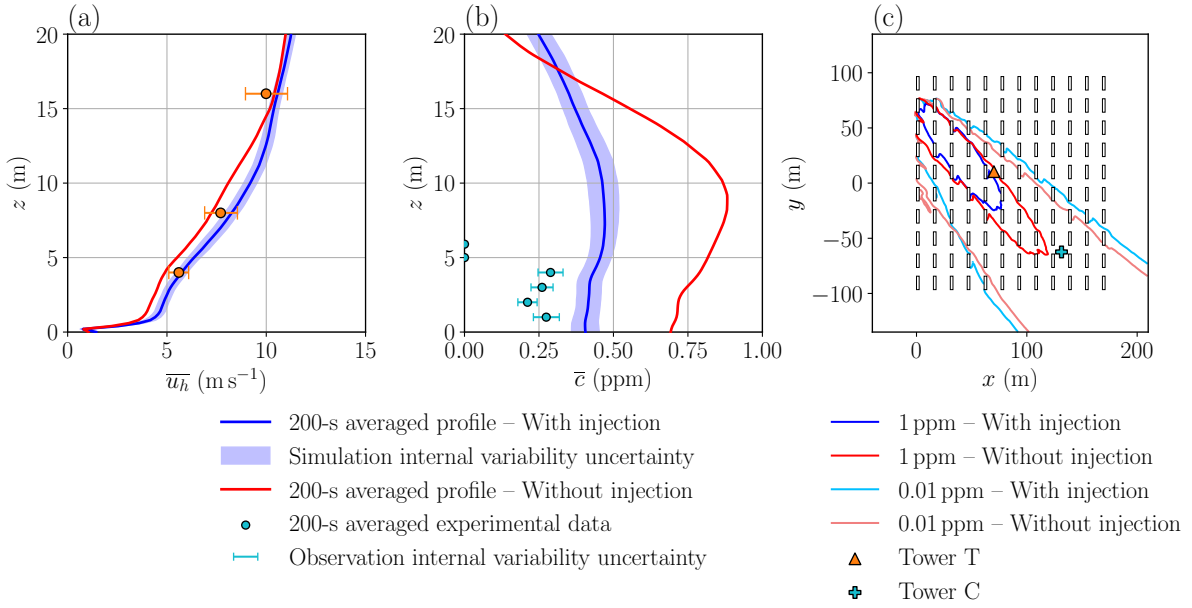 (a)
(b)
(c)
20
15
10
5
0
z (m)
0 5 10 15
$\overline{u_h}$ (m s⁻¹)
20
15
10
5
0
z (m)
0.00 0.25 0.50 0.75 1.00
$\overline{c}$ (ppm)
100
50
0
−50
−100
y (m)
0 100 200
x (m)
200-s averaged profile – With injection
Simulation internal variability uncertainty
200-s averaged profile – Without injection
200-s averaged experimental data
Observation internal variability uncertainty
1 ppm – With injection
1 ppm – Without injection
0.01 ppm – With injection
0.01 ppm – Without injection
Tower T
Tower C